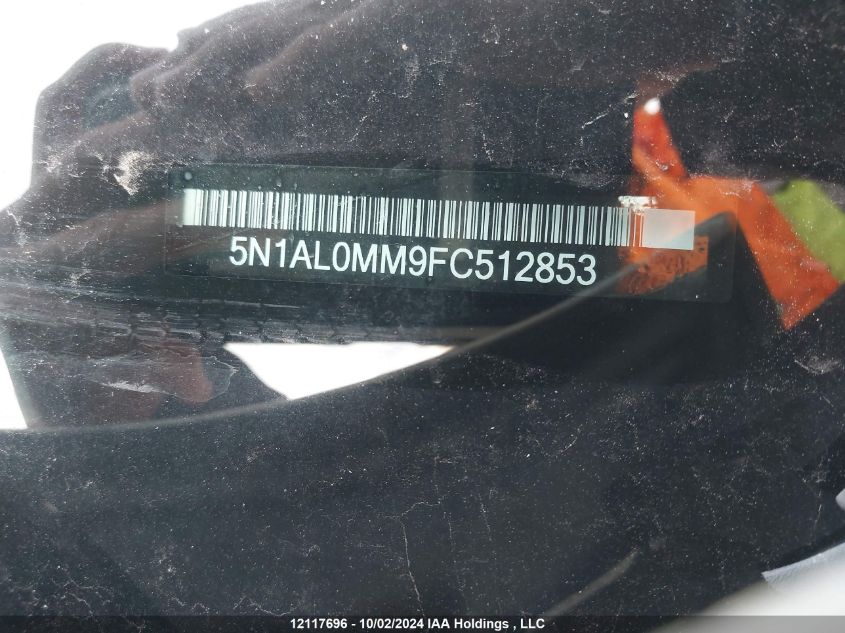 5N1AL0MM9FC512853
12117696 - 10/02/2024 IAA Holdings , LLC